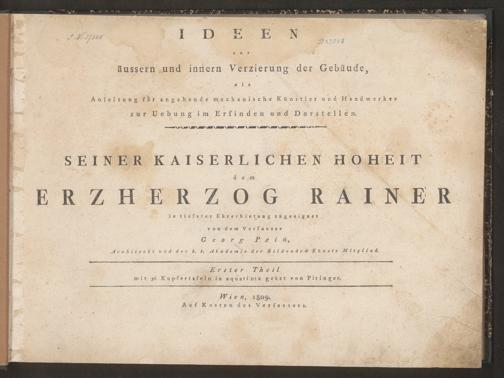 IDEEN
zur
äussern und innern Verzierung der Gebäude,
als
Anleitung für angehende mechanische Künstler und Handwerker
zur Uebung im Erfinden und Darstellen.
SEINER KAISERLICHEN HOHEIT
dem
ERZHERZOG RAINER
in tiefster Ehrerbietung zugeeignet
von dem Verfasser
Georg Pein,
Architekt und der k. k. Akademie der Bildenden Künste Mitglied.
Erster Theil
mit 36 Kupfertafeln in aquatinta geäzt von Piringer.
Wien, 1809.
Auf Kosten des Verfassers.